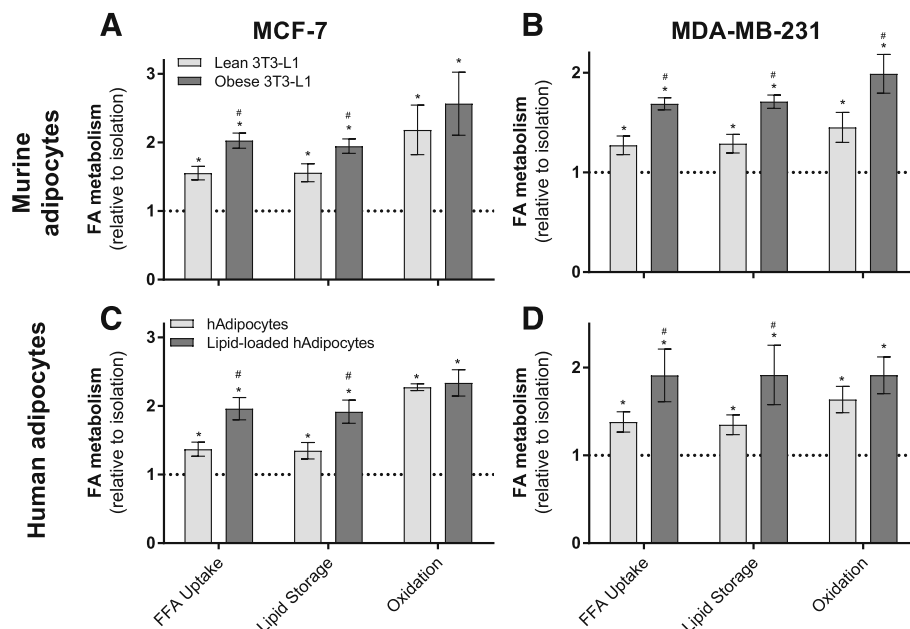 A
MCF-7
B
MDA-MB-231
Murine
adipocytes
FA metabolism
(relative to isolation)
3
2
1
0
Lean 3T3-L1
Obese 3T3-L1
*
#
*
*
#
*
*
*
FA metabolism
(relative to isolation)
2
1
0
*
#
*
*
#
*
*
#
*
Human adipocytes
C
FA metabolism
(relative to isolation)
3
2
1
0
hAdipocytes
Lipid-loaded hAdipocytes
*
#
*
*
#
*
*
*
FFA Uptake
Lipid Storage
Oxidation
D
FA metabolism
(relative to isolation)
2
1
0
*
#
*
*
#
*
*
*
FFA Uptake
Lipid Storage
Oxidation